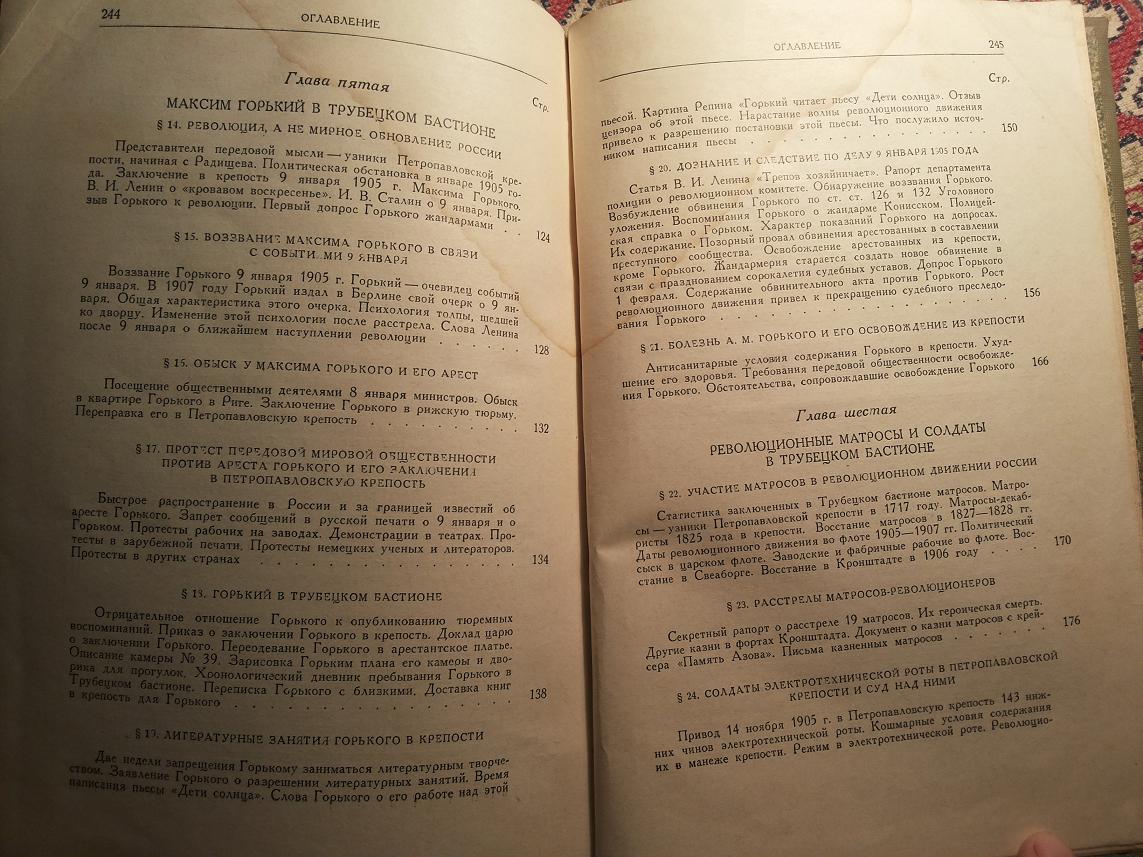 244
ОГЛАВЛЕНИЕ
Глава пятая
Стр.
МАКСИМ ГОРЬКИЙ В ТРУБЕЦКОМ БАСТИОНЕ
§ 14. РЕВОЛЮЦИЯ, А НЕ МИРНОЕ ОБНОВЛЕНИЕ РОССИИ
Представители передовой мысли — узники Петропавловской кре-
пости, начиная с Радищева. Политическая обстановка в январе 1905 го-
да. Заключение в крепость 9 января 1905 г. Максима Горького.
В. И. Ленин о «кровавом воскресенье». И. В. Сталин о 9 января. При-
зыв Горького к революции. Первый допрос Горького жандармами . . 124
§ 15. ВОЗЗВАНИЕ МАКСИМА ГОРЬКОГО В СВЯЗИ
С СОБЫТИЯМИ 9 ЯНВАРЯ
Воззвание Горького 9 января 1905 г. Горький — очевидец событий
9 января. В 1907 году Горький издал в Берлине свой очерк о 9 ян-
варя. Общая характеристика этого очерка. Психология толпы, шедшей
ко дворцу. Изменение этой психологии после расстрела. Слова Ленина
после 9 января о ближайшем наступлении революции . . . . . . 128
§ 15. ОБЫСК У МАКСИМА ГОРЬКОГО И ЕГО АРЕСТ
Посещение общественными деятелями 8 января министров. Обыск
в квартире Горького в Риге. Заключение Горького в рижскую тюрьму.
Переправка его в Петропавловскую крепость . . . . . . . . . . 132
§ 17. ПРОТЕСТ ПЕРЕДОВОЙ МИРОВОЙ ОБЩЕСТВЕННОСТИ
ПРОТИВ АРЕСТА ГОРЬКОГО И ЕГО ЗАКЛЮЧЕНИЯ
В ПЕТРОПАВЛОВСКУЮ КРЕПОСТЬ
Быстрое распространение в России и за границей известий об
аресте Горького. Запрет сообщений в русской печати о 9 января и о
Горьком. Протесты рабочих на заводах. Демонстрации в театрах. Про-
тесты в зарубежной печати. Протесты немецких ученых и литераторов.
Протесты в других странах . . . . . . . . . . . . . . . . 134
§ 18. ГОРЬКИЙ В ТРУБЕЦКОМ БАСТИОНЕ
Отрицательное отношение Горького к опубликованию тюремных
воспоминаний. Приказ о заключении Горького в крепость. Доклад царю
о заключении Горького. Переодевание Горького в арестантское платье.
Описание камеры № 39. Зарисовка Горьким плана его камеры и дво-
рика для прогулок. Хронологический дневник пребывания Горького в
Трубецком бастионе. Переписка Горького с близкими. Доставка книг
в крепость для Горького . . . . . . . . . . . . . . . . . 138
§ 19. ЛИТЕРАТУРНЫЕ ЗАНЯТИЯ ГОРЬКОГО В КРЕПОСТИ
Две недели запрещения Горькому заниматься литературным творче-
ством. Заявление Горького о разрешении литературных занятий. Время
написания пьесы «Дети солнца». Слова Горького о его работе над этой
ОГЛАВЛЕНИЕ
245
Стр.
пьесой. Картина Репина «Горький читает пьесу «Дети солнца». Отзыв
цензора об этой пьесе. Нарастание волны революционного движения
привело к разрешению постановки этой пьесы. Что послужило источ-
ником написания пьесы . . . . . . . . . . . . . . . . . 150
§ 20. ДОЗНАНИЕ И СЛЕДСТВИЕ ПО ДЕЛУ 9 ЯНВАРЯ 1905 ГОДА
Статья В. И. Ленина «Трепов хозяйничает». Рапорт департамента
полиции о революционном комитете. Обнаружение воззвания Горького.
Возбуждение обвинения Горького по ст. ст. 126 и 132 Уголовного
уложения. Воспоминания Горького о жандарме Конисском. Полицей-
ская справка о Горьком. Характер показаний Горького на допросах.
Их содержание. Позорный провал обвинения арестованных в составлении
преступного сообщества. Освобождение арестованных из крепости,
кроме Горького. Жандармерия старается создать новое обвинение в
связи с празднованием сорокалетия судебных уставов. Допрос Горького
1 февраля. Содержание обвинительного акта против Горького. Рост
революционного движения привел к прекращению судебного преследо-
вания Горького . . . . . . . . . . . . . . . . . . . . 156
§ 21. БОЛЕЗНЬ А. М. ГОРЬКОГО И ЕГО ОСВОБОЖДЕНИЕ ИЗ КРЕПОСТИ
Антисанитарные условия содержания Горького в крепости. Ухуд-
шение его здоровья. Требования передовой общественности освобожде-
ния Горького. Обстоятельства, сопровождавшие освобождение Горького 166
Глава шестая
РЕВОЛЮЦИОННЫЕ МАТРОСЫ И СОЛДАТЫ
В ТРУБЕЦКОМ БАСТИОНЕ
§ 22. УЧАСТИЕ МАТРОСОВ В РЕВОЛЮЦИОННОМ ДВИЖЕНИИ РОССИИ
Статистика заключенных в Трубецком бастионе матросов. Матро-
сы — узники Петропавловской крепости в 1717 году. Матросы-декаб-
ристы 1825 года в крепости. Восстание матросов в 1827—1828 гг.
Даты революционного движения во флоте 1905—1907 гг. Политический
сыск в царском флоте. Заводские и фабричные рабочие во флоте. Вос-
стание в Свеаборге. Восстание в Кронштадте в 1906 году . . . . 170
§ 23. РАССТРЕЛЫ МАТРОСОВ-РЕВОЛЮЦИОНЕРОВ
Секретный рапорт о расстреле 19 матросов. Их героическая смерть.
Другие казни в фортах Кронштадта. Документ о казни матросов с крей-
сера «Память Азова». Письма казненных матросов . . . . . . . 176
§ 24. СОЛДАТЫ ЭЛЕКТРОТЕХНИЧЕСКОЙ РОТЫ В ПЕТРОПАВЛОВСКОЙ
КРЕПОСТИ И СУД НАД НИМИ
Привод 14 ноября 1905 г. в Петропавловскую крепость 143 ниж-
них чинов электротехнической роты. Кошмарные условия содержания
их в манеже крепости. Режим в электротехнической роте. Революцио-